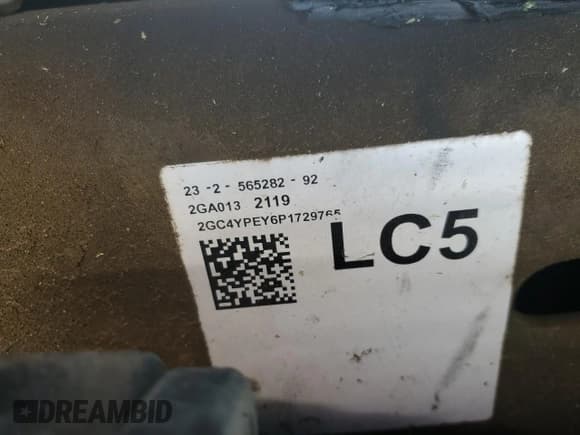 23 -2 - 565282 - 92
2GA013 2119
2GC4YPEY6P1729765
LC5
DREAMBID